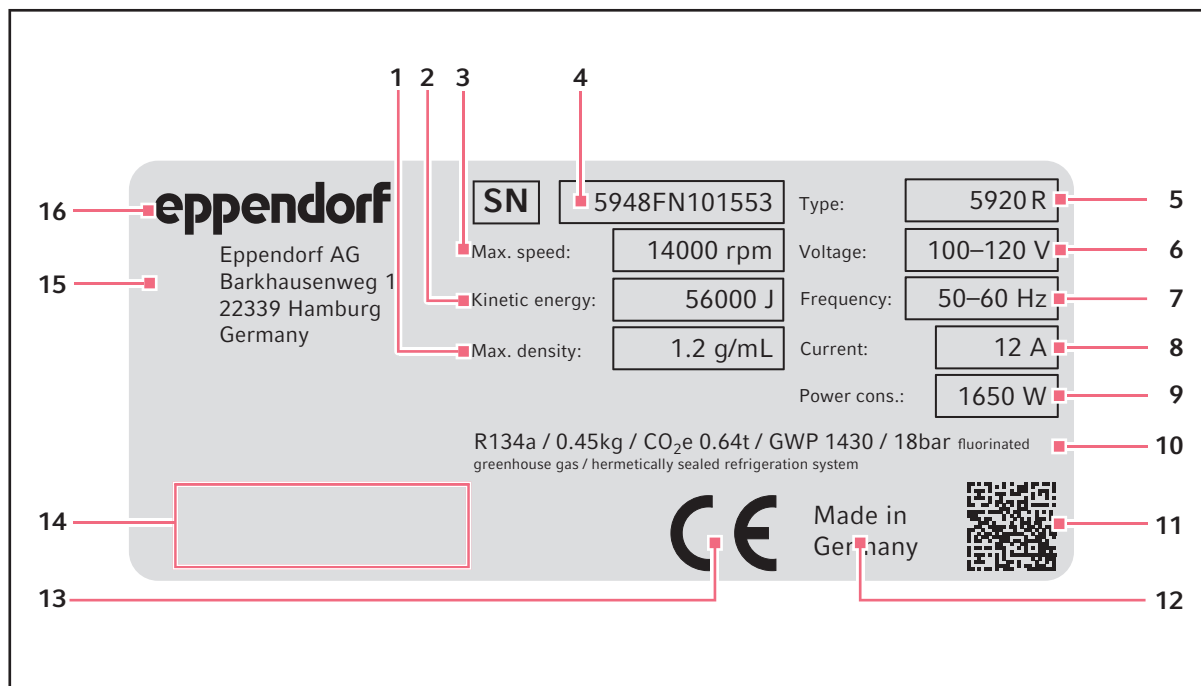 1 2 3 4
16 eppendorf SN 5948FN101553 Type: 5920 R 5
15 Eppendorf AG Max. speed: 14000 rpm Voltage: 100–120 V 6
Barkhausenweg 1
22339 Hamburg Kinetic energy: 56000 J Frequency: 50–60 Hz 7
Germany
Max. density: 1.2 g/mL Current: 12 A 8
Power cons.: 1650 W 9
R134a / 0.45kg / CO₂e 0.64t / GWP 1430 / 18bar fluorinated 10
greenhouse gas / hermetically sealed refrigeration system
14 CE Made in 11
Germany
13 12